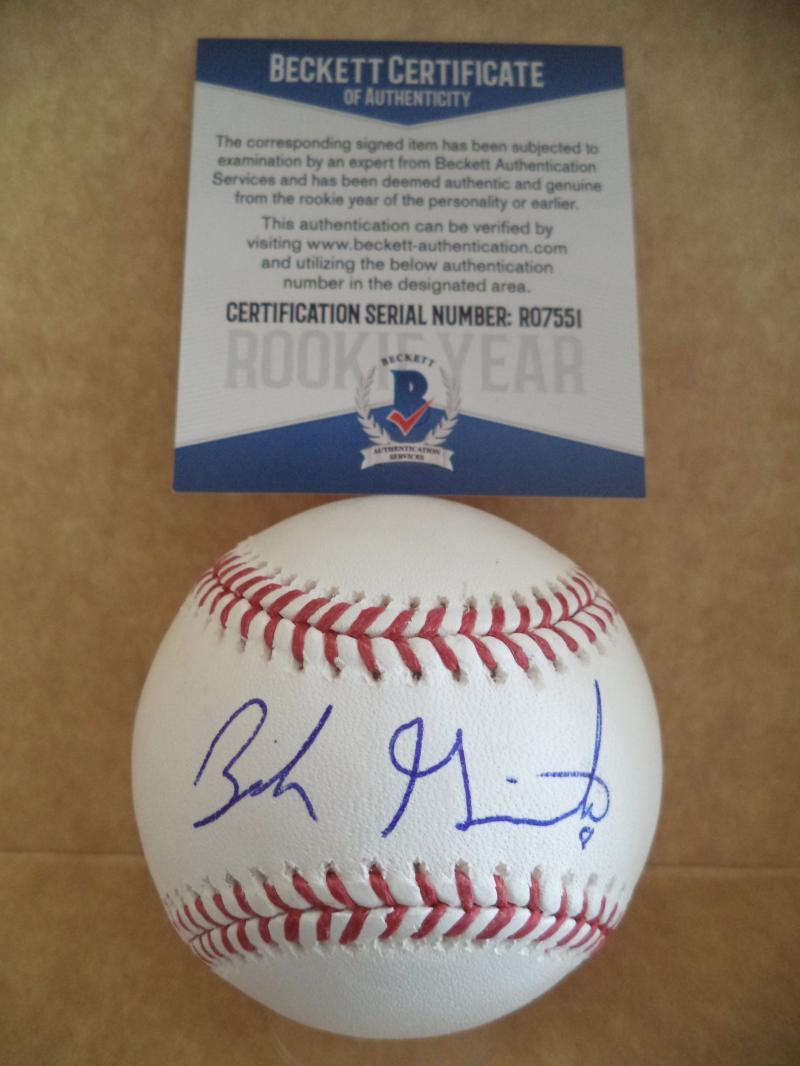 BECKETT CERTIFICATE
OF AUTHENTICITY
The corresponding signed item has been subjected to
examination by an expert from Beckett Authentication
Services and has been deemed authentic and genuine
from the rookie year of the personality or earlier.
This authentication can be verified by
visiting www.beckett-authentication.com
and utilizing the below authentication
number in the designated area.
CERTIFICATION SERIAL NUMBER: R07551
ROOKIE YEAR
BECKETT
B
AUTHENTICATION
SERVICES